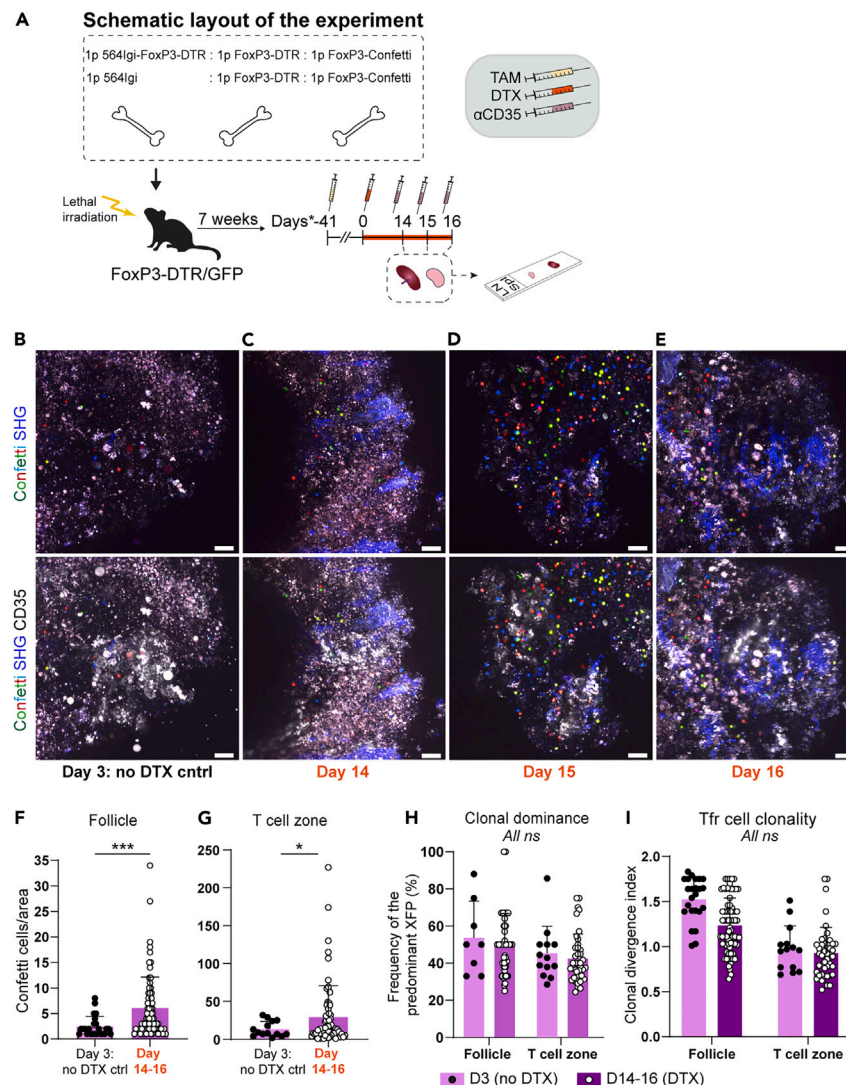 A
Schematic layout of the experiment
1p 564Igi-FoxP3-DTR : 1p FoxP3-DTR : 1p FoxP3-Confetti
1p 564Igi : 1p FoxP3-DTR : 1p FoxP3-Confetti
TAM
DTX
αCD35
Lethal
irradiation
7 weeks
Days*-41 0 14 15 16
FoxP3-DTR/GFP
LN
Spl
B C D E
Confetti SHG
Confetti SHG CD35
Day 3: no DTX cntrl Day 14 Day 15 Day 16
F Follicle
***
Confetti cells/area
35
30
25
20
15
10
5
0
Day 3:
no DTX ctrl
Day
14-16
G T cell zone
*
250
200
150
100
50
0
Day 3:
no DTX ctrl
Day
14-16
H Clonal dominance
All ns
Frequency of the
predominant XFP (%)
100
80
60
40
20
0
Follicle T cell zone
I Tfr cell clonality
All ns
Clonal divergence index
2.0
1.5
1.0
0.5
0.0
Follicle T cell zone
D3 (no DTX) D14-16 (DTX)